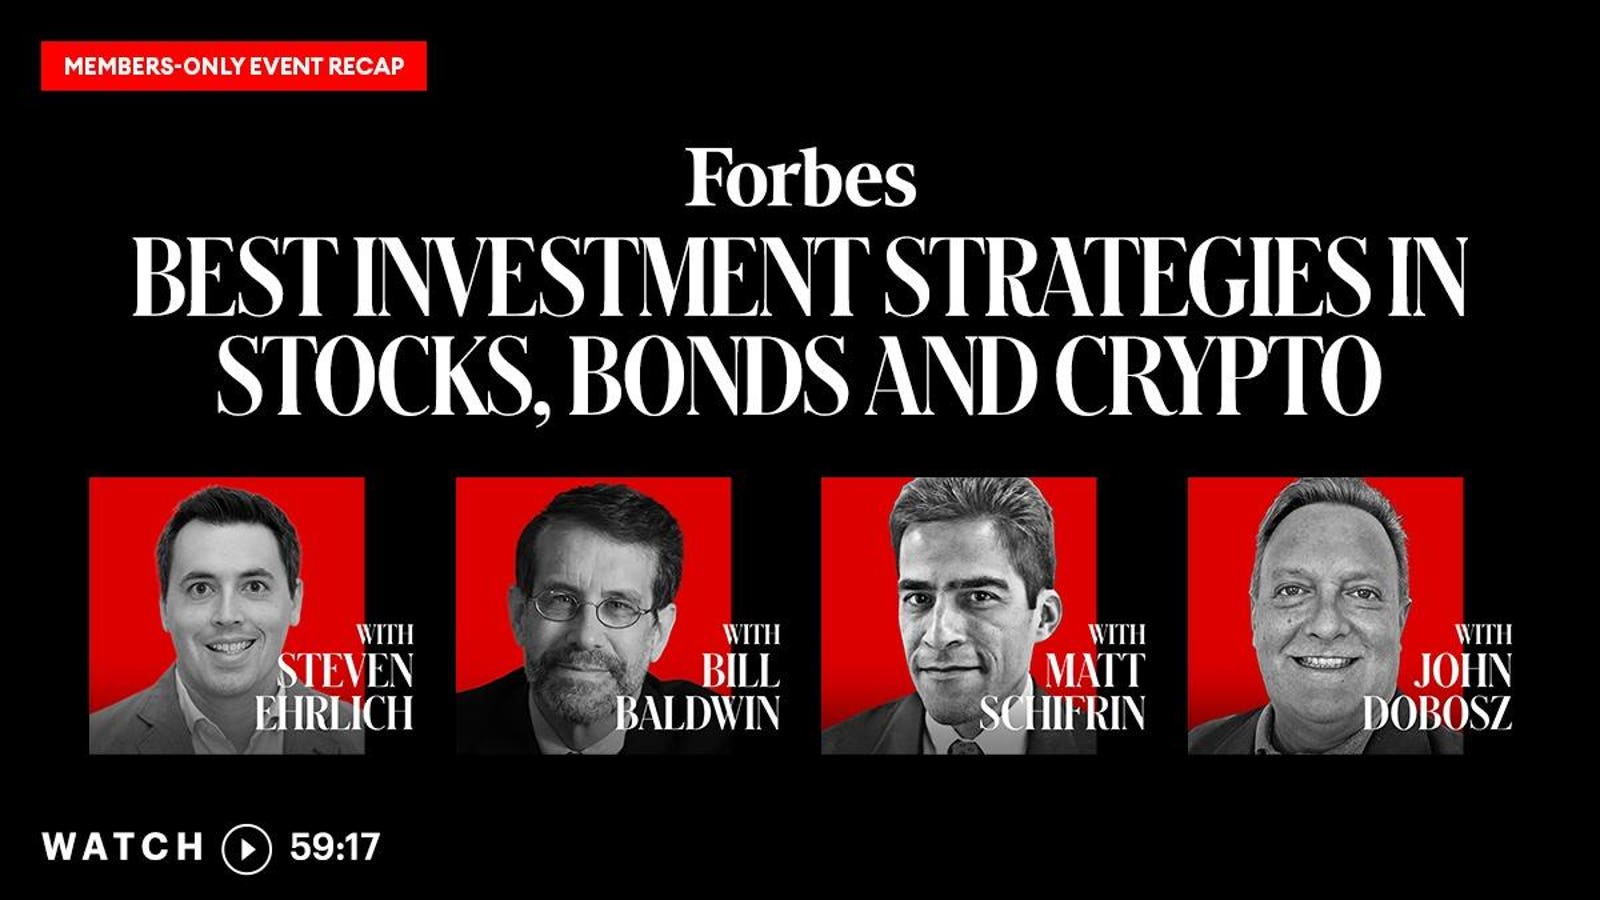 MEMBERS-ONLY EVENT RECAP
Forbes
BEST INVESTMENT STRATEGIES IN
STOCKS, BONDS AND CRYPTO
WITH
STEVEN
EHRLICH
WITH
BILL
BALDWIN
WITH
MATT
SCHIFRIN
WITH
JOHN
DOBOSZ
WATCH 59:17